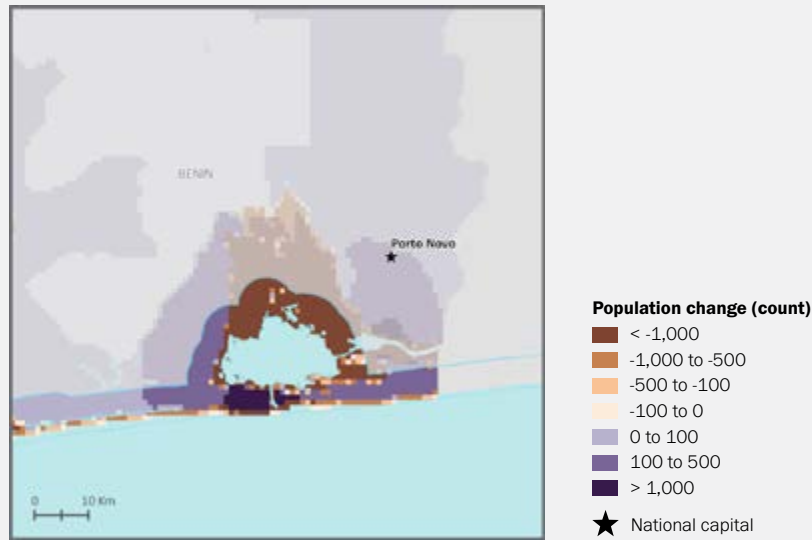 BENIN
Porto Novo
0 10 Km
Population change (count)
< -1,000
-1,000 to -500
-500 to -100
-100 to 0
0 to 100
100 to 500
> 1,000
National capital